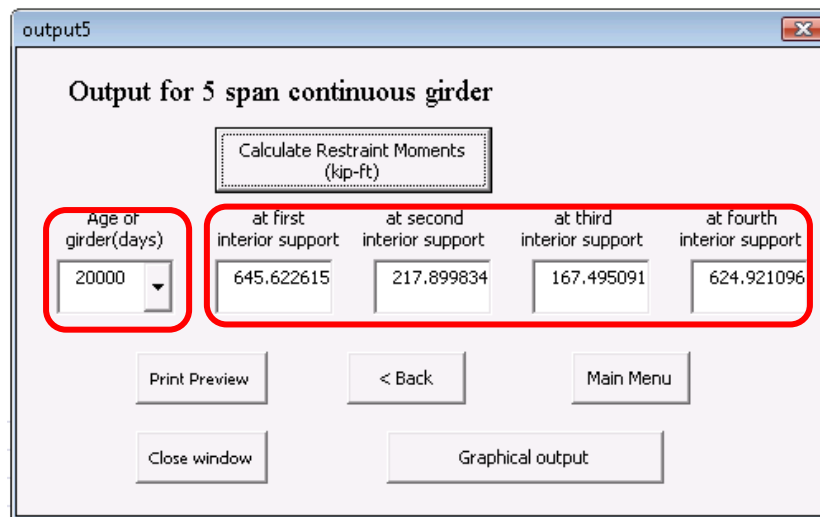 output5
Output for 5 span continuous girder
Calculate Restraint Moments
(kip-ft)
Age of
girder(days)
at first
interior support
at second
interior support
at third
interior support
at fourth
interior support
20000
645.622615
217.899834
167.495091
624.921096
Print Preview
< Back
Main Menu
Close window
Graphical output